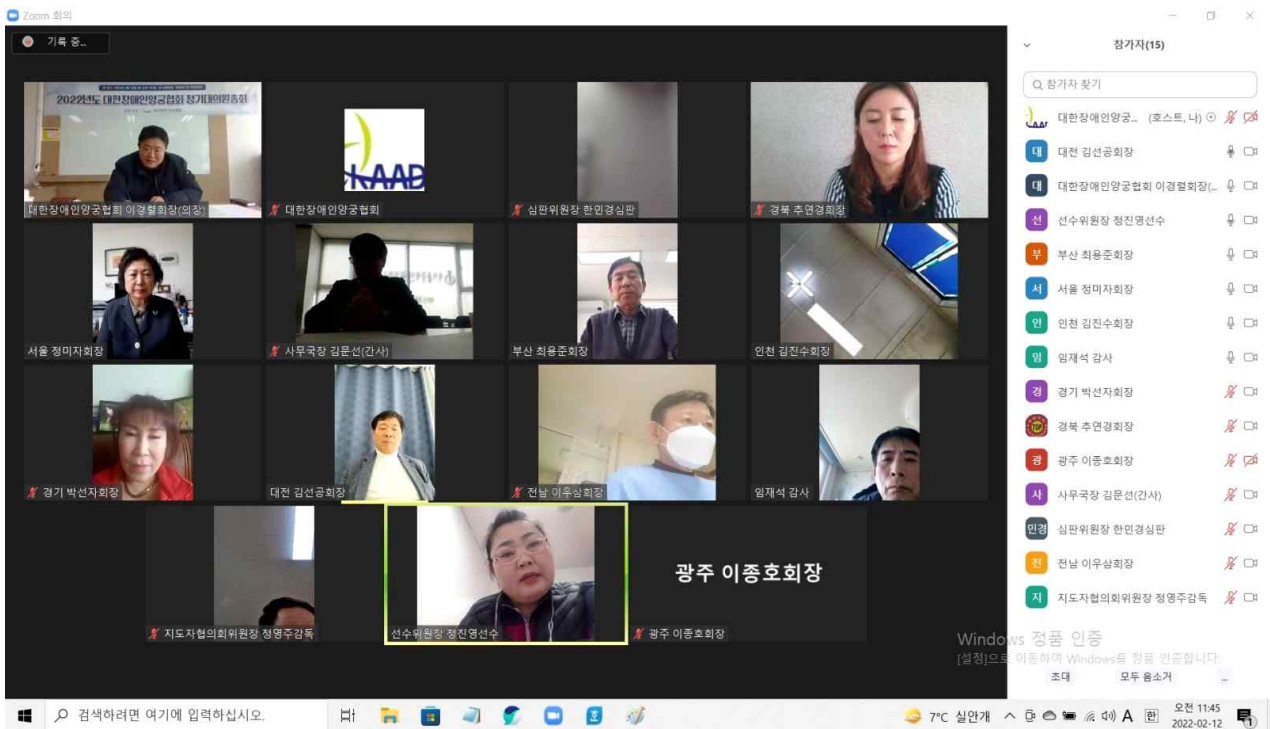 Zoom 회의
기록 중...
2022년도 대한장애인양궁협회 정기대의원총회
대한장애인양궁협회 이경렬회장(의장)
KAAD
대한장애인양궁협회
심판위원장 한민경심판
경북 추연경회장
서울 정미자회장
사무국장 김문선(간사)
부산 최용준회장
인천 김진수회장
경기 박선자회장
대전 김선공회장
전남 이우삼회장
임재석 감사
지도자협의회위원장 정영주감독
선수위원장 정진영선수
광주 이종호회장
광주 이종호회장
참가자(15)
참가자 찾기
대한장애인양궁... (호스트, 나)
대 대전 김선공회장
대 대한장애인양궁협회 이경렬회장(...
선 선수위원장 정진영선수
부 부산 최용준회장
서 서울 정미자회장
인 인천 김진수회장
임 임재석 감사
경 경기 박선자회장
경북 추연경회장
광 광주 이종호회장
사 사무국장 김문선(간사)
민경 심판위원장 한민경심판
전 전남 이우삼회장
지 지도자협의회위원장 정영주감독
Windows 정품 인증
[설정]으로 이동하여 Windows를 정품 인증합니다.
초대 모두 음소거 ...
검색하려면 여기에 입력하십시오.
7°C 실안개
A 한
오전 11:45
2022-02-12
1